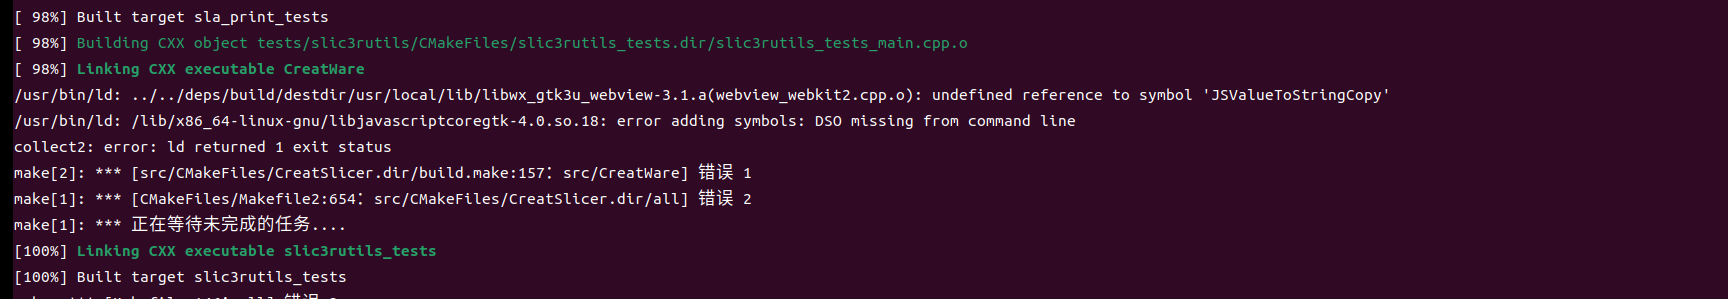 [ 98%] Built target sla_print_tests
[ 98%] Building CXX object tests/slic3rutils/CMakeFiles/slic3rutils_tests.dir/slic3rutils_tests_main.cpp.o
[ 98%] Linking CXX executable CreatWare
/usr/bin/ld: ../../deps/build/destdir/usr/local/lib/libwx_gtk3u_webview-3.1.a(webview_webkit2.cpp.o): undefined reference to symbol 'JSValueToStringCopy'
/usr/bin/ld: /lib/x86_64-linux-gnu/libjavascriptcoregtk-4.0.so.18: error adding symbols: DSO missing from command line
collect2: error: ld returned 1 exit status
make[2]: *** [src/CMakeFiles/CreatSlicer.dir/build.make:157：src/CreatWare] 错误 1
make[1]: *** [CMakeFiles/Makefile2:654：src/CMakeFiles/CreatSlicer.dir/all] 错误 2
make[1]: *** 正在等待未完成的任务....
[100%] Linking CXX executable slic3rutils_tests
[100%] Built target slic3rutils_tests